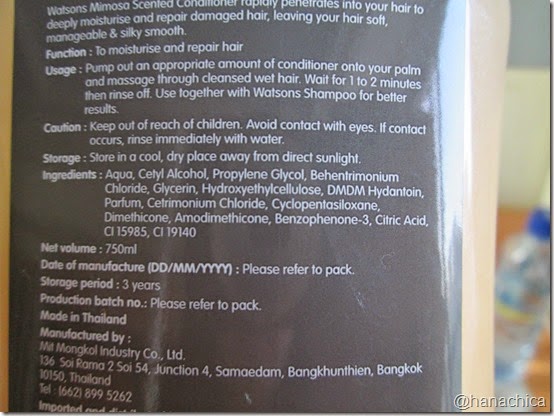 Watsons Mimosa Scented Conditioner rapidly penetrates into your hair to
deeply moisturise and repair damaged hair, leaving your hair soft,
manageable & silky smooth.
Function : To moisturise and repair hair
Usage : Pump out an appropriate amount of conditioner onto your palm
and massage through cleansed wet hair. Wait for 1 to 2 minutes
then rinse off. Use together with Watsons Shampoo for better
results.
Caution : Keep out of reach of children. Avoid contact with eyes. If contact
occurs, rinse immediately with water.
Storage : Store in a cool, dry place away from direct sunlight.
Ingredients : Aqua, Cetyl Alcohol, Propylene Glycol, Behentrimonium
Chloride, Glycerin, Hydroxyethylcellulose, DMDM Hydantoin,
Parfum, Cetrimonium Chloride, Cyclopentasiloxane,
Dimethicone, Amodimethicone, Benzophenone-3, Citric Acid,
CI 15985, CI 19140
Net volume : 750ml
Date of manufacture (DD/MM/YYYY) : Please refer to pack.
Storage period : 3 years
Production batch no.: Please refer to pack.
Made in Thailand
Manufactured by :
Mit Mongkol Industry Co., Ltd.
136 Soi Rama 2 Soi 54, Junction 4, Samaedam, Bangkhunthien, Bangkok
10150, Thailand
Tel : (662) 899 5262
Imported and
@hanachica